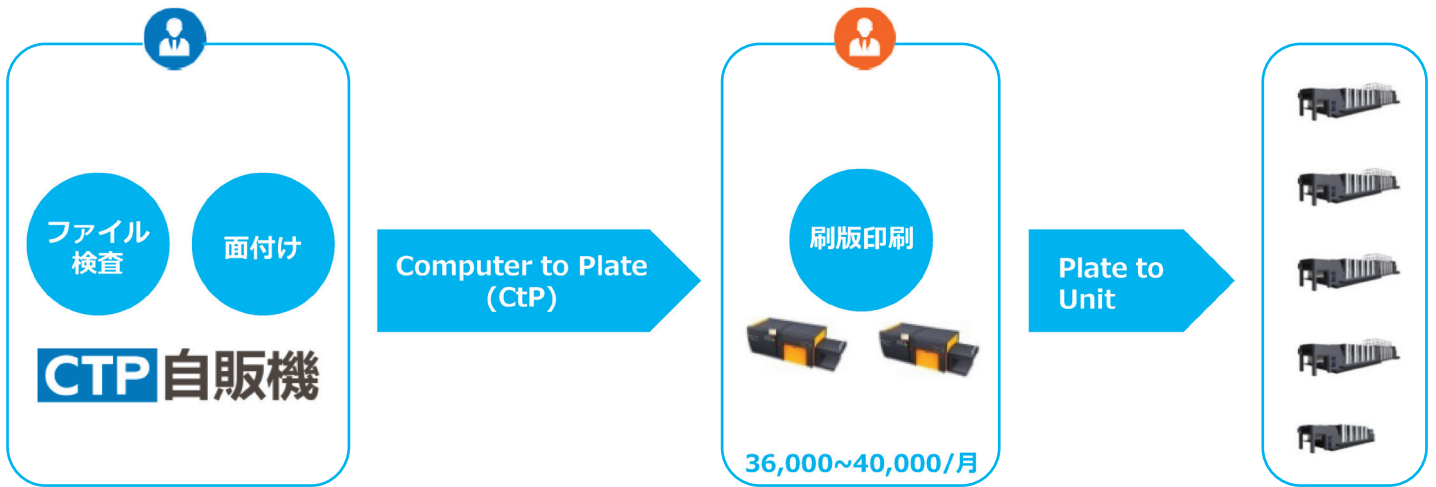 ファイル
検査
面付け
CTP自販機
Computer to Plate
(CtP)
刷版印刷
36,000~40,000/月
Plate to
Unit